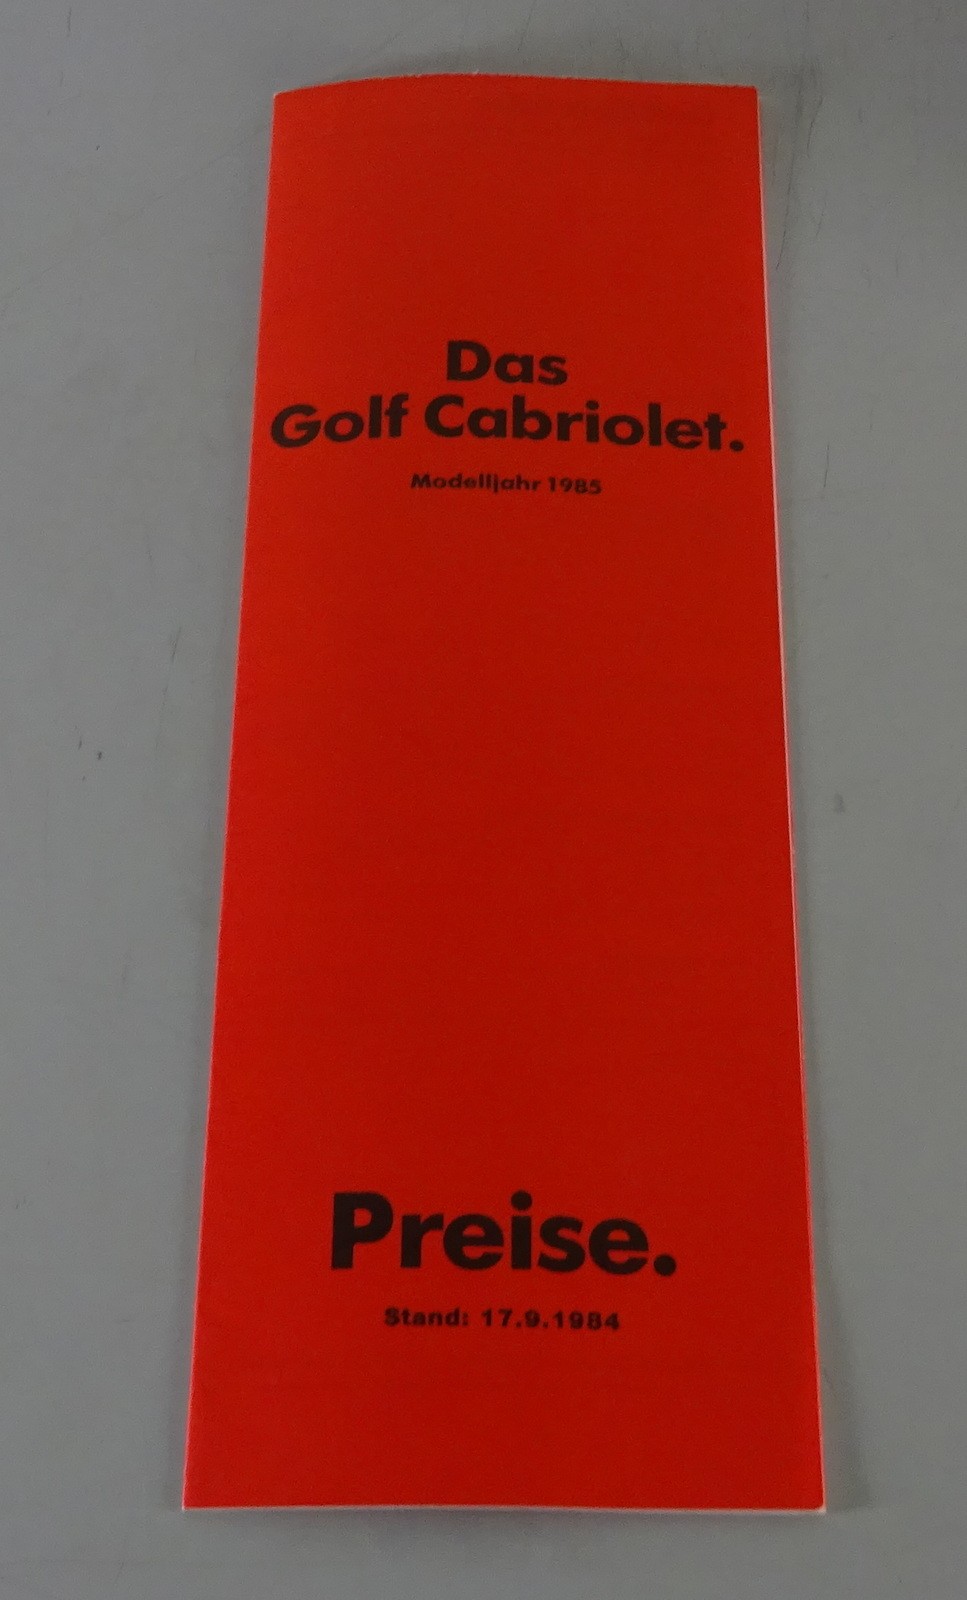 Das
Golf Cabriolet.
Modelljahr 1985
Preise.
Stand: 17.9.1984